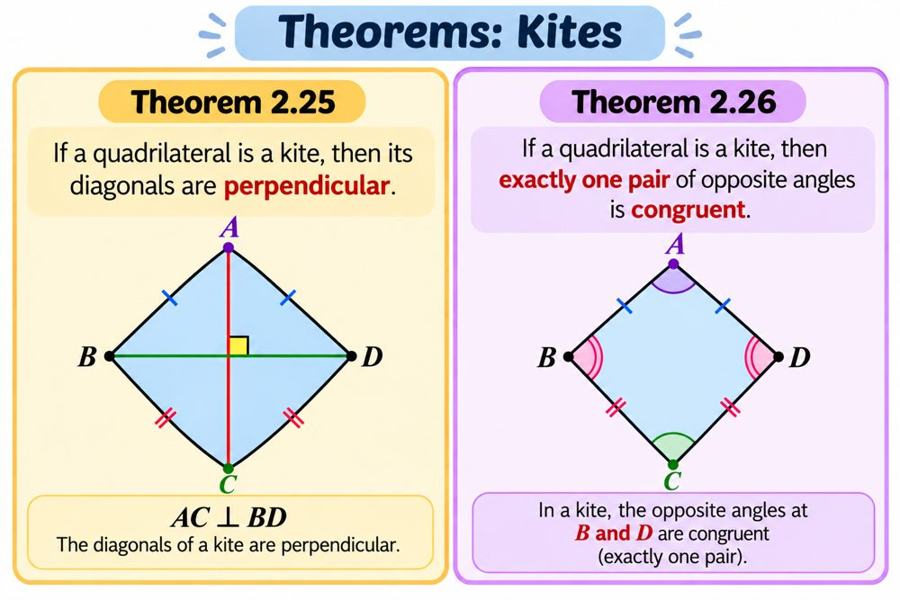 Theorems: Kites
Theorem 2.25
If a quadrilateral is a kite, then its
diagonals are perpendicular.
A
B
D
C
AC ⊥ BD
The diagonals of a kite are perpendicular.
Theorem 2.26
If a quadrilateral is a kite, then
exactly one pair of opposite angles
is congruent.
A
B
D
C
In a kite, the opposite angles at
B and D are congruent
(exactly one pair).